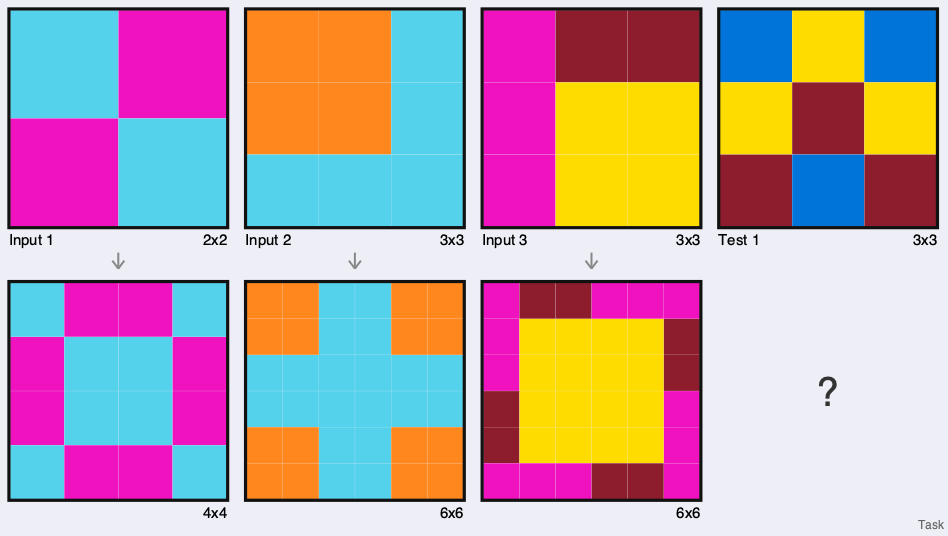 Input 1 2x2
Input 2 3x3
Input 3 3x3
Test 1 3x3
4x4
6x6
6x6
?
Task